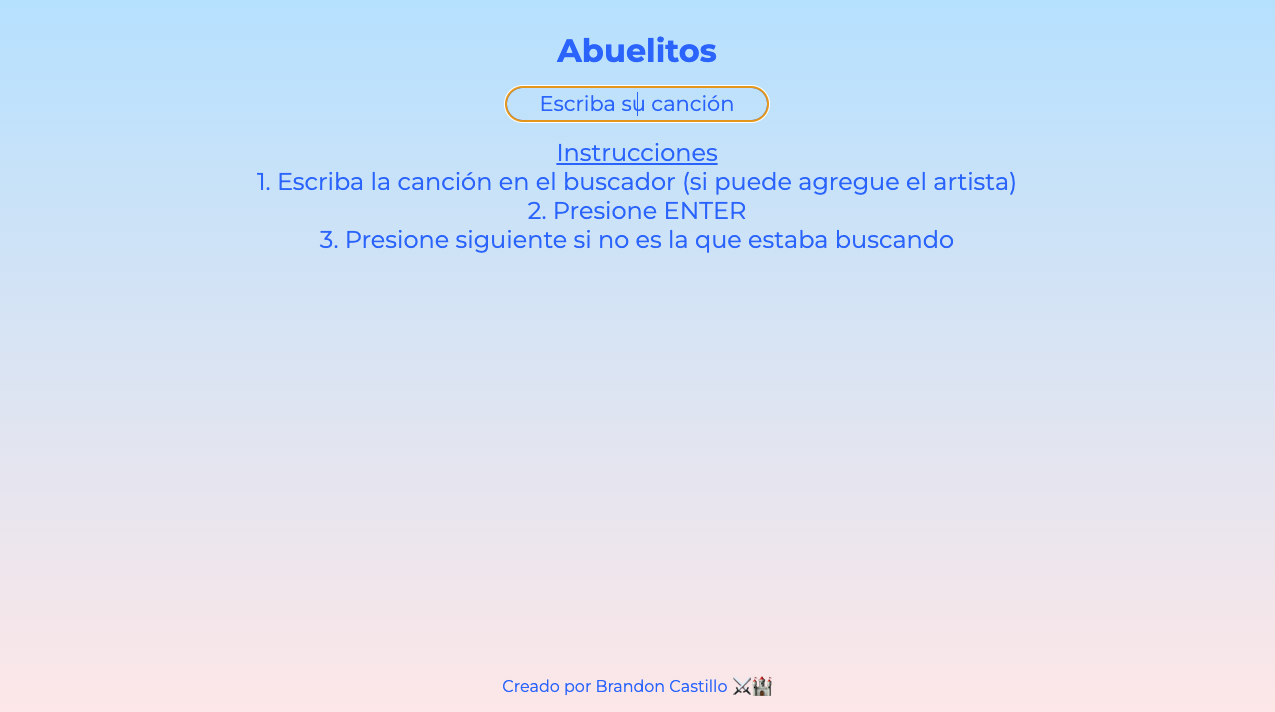 Abuelitos
Escriba su canción
Instrucciones
1. Escriba la canción en el buscador (si puede agregue el artista)
2. Presione ENTER
3. Presione siguiente si no es la que estaba buscando
Creado por Brandon Castillo ⚔️🏰